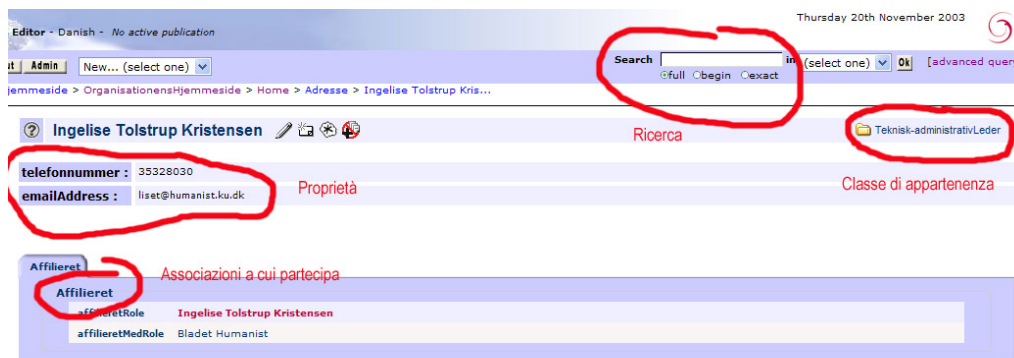 Thursday 20th November 2003
Editor - Danish - No active publication
ut Admin New... (select one) Search in (select one) Ok [advanced query
full begin exact
jemmeside > OrganisationensHjemmeside > Home > Adresse > Ingelise Tolstrup Kris...
? Ingelise Tolstrup Kristensen Ricerca Teknisk-administrativLeder
telefonnummer : 35328030
Proprietà Classe di appartenenza
emailAddress : liset@humanist.ku.dk
Affilieret
Associazioni a cui partecipa
Affilieret
affilieretRole Ingelise Tolstrup Kristensen
affilieretMedRole Bladet Humanist